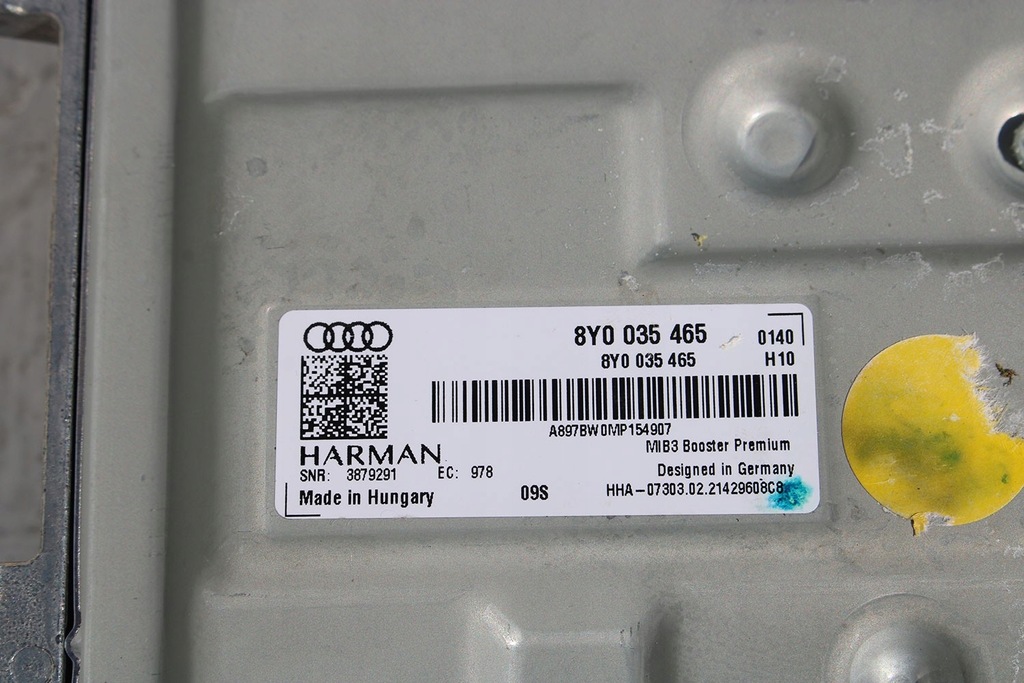 8Y0 035 465 0140
8Y0 035 465 H10
A897BW0MP154907
HARMAN MIB3 Booster Premium
SNR: 3879291 EC: 978 Designed in Germany
Made in Hungary 09S HHA-07303.02.21429608C8